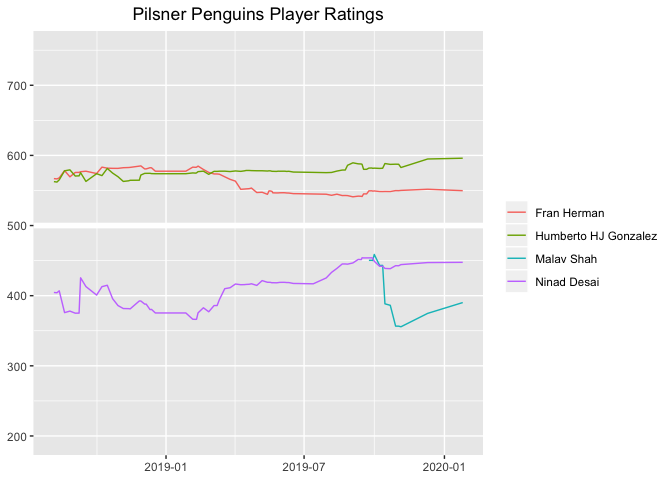 Pilsner Penguins Player Ratings
700
600
500
400
300
200
2019-01
2019-07
2020-01
Fran Herman
Humberto HJ Gonzalez
Malav Shah
Ninad Desai